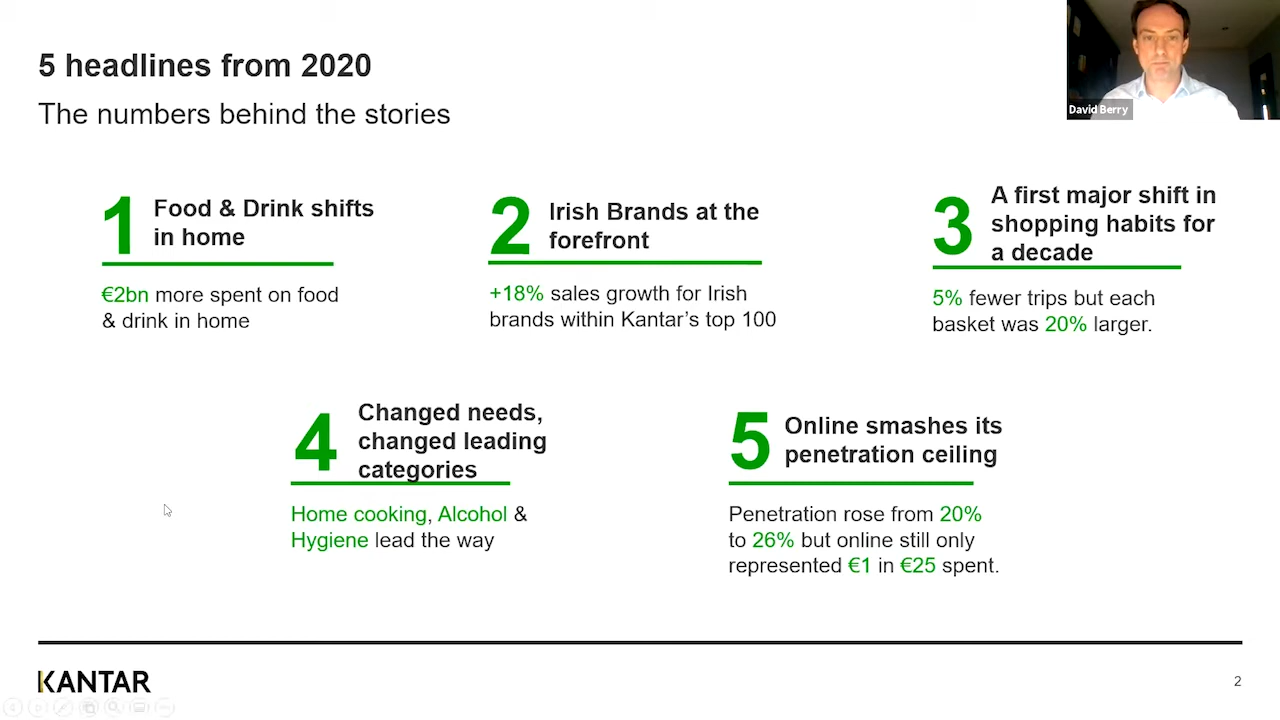 5 headlines from 2020
The numbers behind the stories
David Berry
1
Food & Drink shifts
in home
€2bn more spent on food
& drink in home
2
Irish Brands at the
forefront
+18% sales growth for Irish
brands within Kantar’s top 100
3
A first major shift in
shopping habits for
a decade
5% fewer trips but each
basket was 20% larger.
4
Changed needs,
changed leading
categories
Home cooking, Alcohol &
Hygiene lead the way
5
Online smashes its
penetration ceiling
Penetration rose from 20%
to 26% but online still only
represented €1 in €25 spent.
KANTAR
2